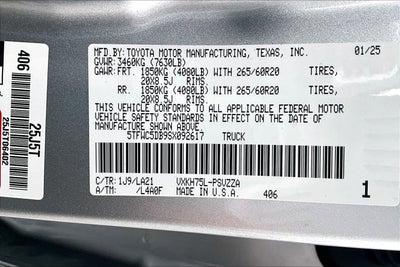 MFD.BY: TOYOTA MOTOR MANUFACTURING, TEXAS, INC. 01/25
GVWR: 3460KG (7630LB)
GAWR: FRT. 1850KG (4080LB) WITH 265/60R20 TIRES,
20X8.5J RIMS.
RR. 1850KG (4080LB) WITH 265/60R20 TIRES,
20X8.5J RIMS.
THIS VEHICLE CONFORMS TO ALL APPLICABLE FEDERAL MOTOR
VEHICLE SAFETY STANDARDS IN EFFECT ON THE DATE OF
MANUFACTURE SHOWN ABOVE.
5TFWC5DB9SX092617 TRUCK
C/TR: 1J9/LA21 VXKH75L-PSVZZA
A/TM: /L4A0F MADE IN U.S.A. 406 1
406
25J5T
25J5T06402